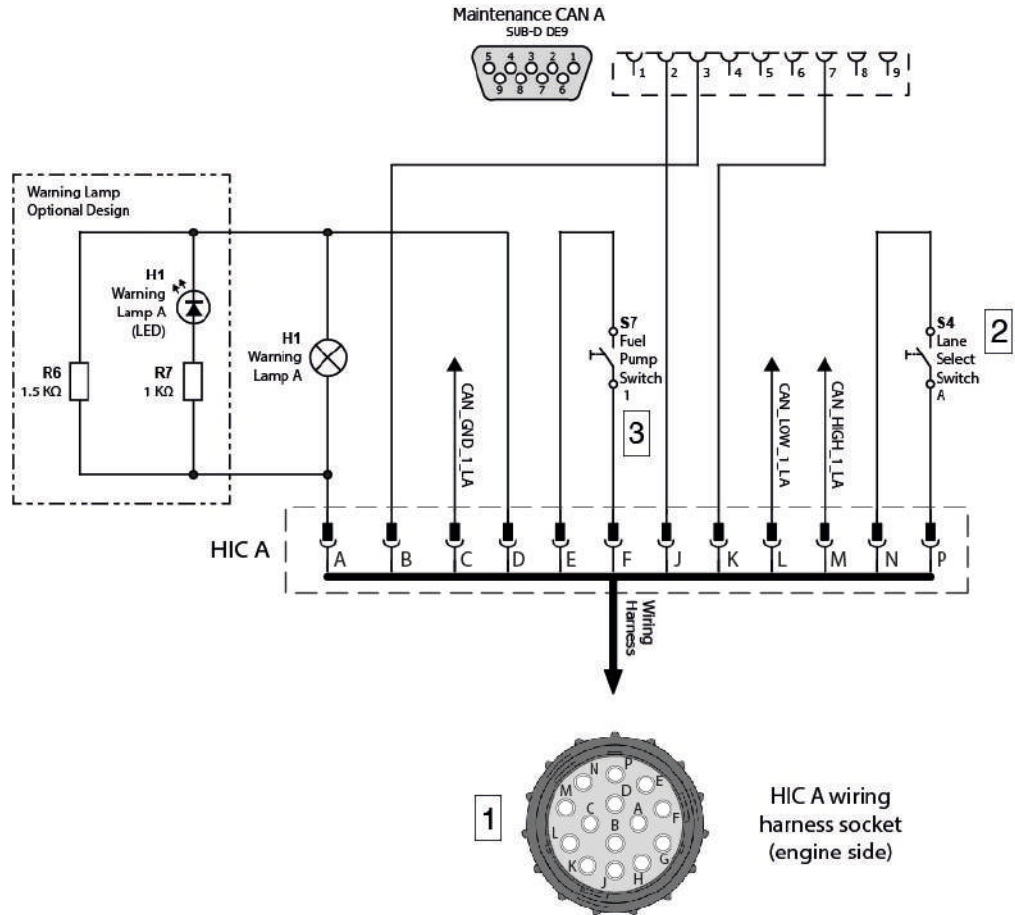 Maintenance CAN A
SUB-D DE9
5 4 3 2 1
9 8 7 6
1 2 3 4 5 6 7 8 9
Warning Lamp
Optional Design
H1
Warning
Lamp A
(LED)
R6
1.5 KΩ
R7
1 KΩ
H1
Warning
Lamp A
CAN_GND_1_LA
S7
Fuel
Pump
Switch
1
3
CAN_LOW_1_LA
CAN_HIGH_1_LA
S4
Lane
Select
Switch
A
2
HIC A
A B C D E F J K L M N P
Wiring
Harness
1
P
N E
M D
C A F
B
L G
K H
J
HIC A wiring
harness socket
(engine side)